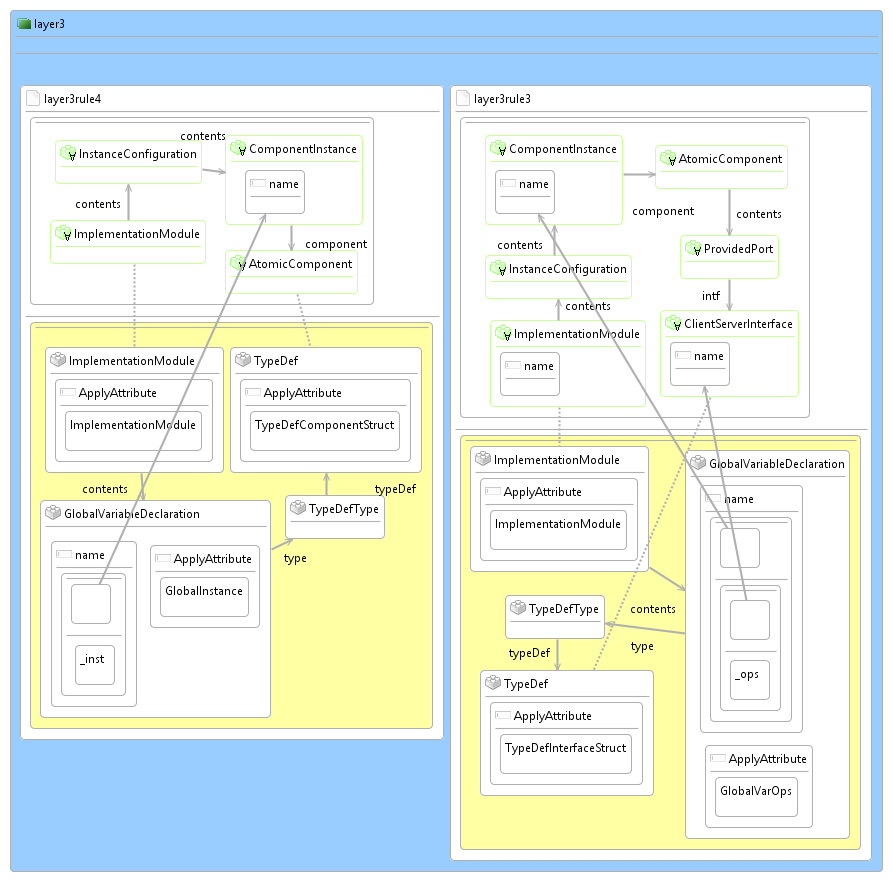 layer3
layer3rule4
contents
InstanceConfiguration
ComponentInstance
name
contents
ImplementationModule
component
AtomicComponent
ImplementationModule
ApplyAttribute
ImplementationModule
TypeDef
ApplyAttribute
TypeDefComponentStruct
contents
typeDef
GlobalVariableDeclaration
TypeDefType
name
_inst
ApplyAttribute
GlobalInstance
type
layer3rule3
ComponentInstance
name
AtomicComponent
component
contents
contents
ProvidedPort
InstanceConfiguration
intf
contents
ImplementationModule
name
ClientServerInterface
name
ImplementationModule
ApplyAttribute
ImplementationModule
GlobalVariableDeclaration
name
_ops
ApplyAttribute
GlobalVarOps
contents
TypeDefType
type
typeDef
TypeDef
ApplyAttribute
TypeDefInterfaceStruct